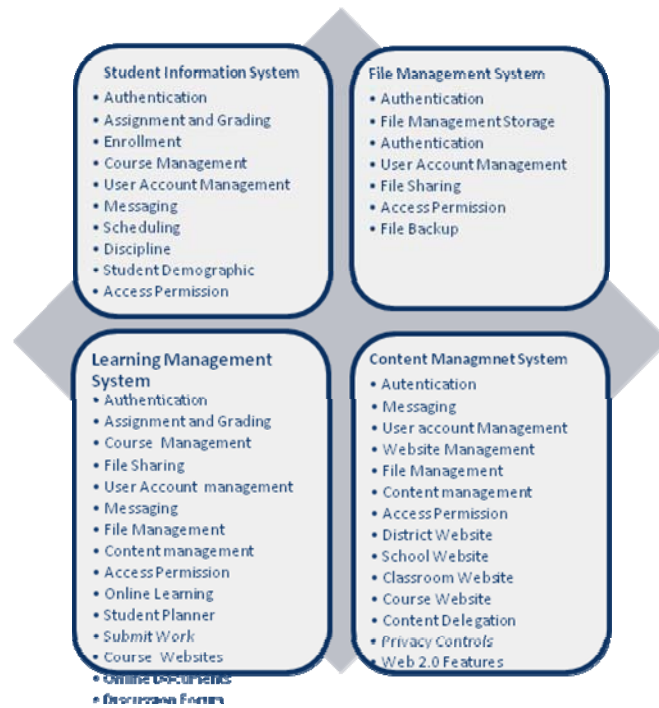 Student Information System
• Authentication
• Assignment and Grading
• Enrollment
• Course Management
• User Account Management
• Messaging
• Scheduling
• Discipline
• Student Demographic
• Access Permission
File Management System
• Authentication
• File Management Storage
• Authentication
• User Account Management
• File Sharing
• Access Permission
• File Backup
Learning Management
System
• Authentication
• Assignment and Grading
• Course Management
• File Sharing
• User Account management
• Messaging
• File Management
• Content management
• Access Permission
• Online Learning
• Student Planner
• Submit Work
• Course Websites
• Online Documents
• Discussion Forum
Content Managmnet System
• Autentication
• Messaging
• User account Management
• Website Management
• File Management
• Content management
• Access Permission
• District Website
• School Website
• Classroom Website
• Course Website
• Content Delegation
• Privacy Controls
• Web 2.0 Features